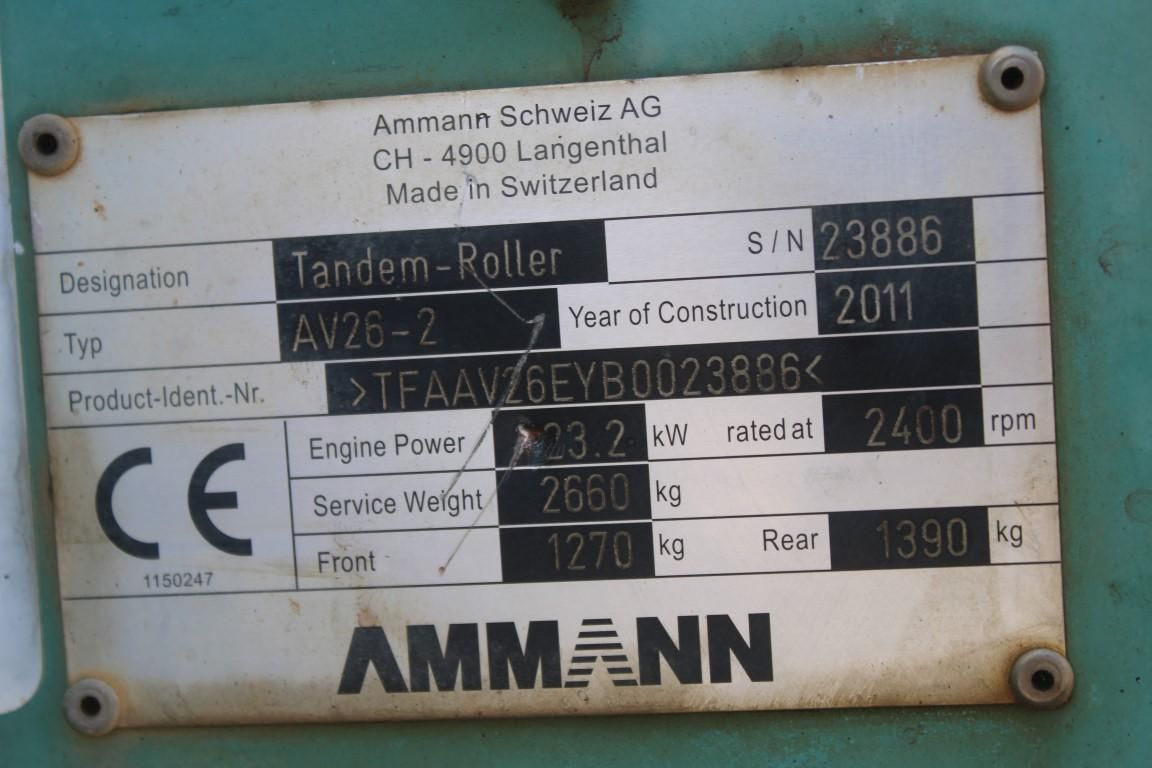 Ammann Schweiz AG
CH - 4900 Langenthal
Made in Switzerland
Designation Tandem-Roller S / N 23886
Typ AV26-2 Year of Construction 2011
Product-Ident.-Nr. >TFAAV26EYB0023886<
Engine Power 23.2 kW rated at 2400 rpm
Service Weight 2660 kg
Front 1270 kg Rear 1390 kg
CE
1150247
AMMANN